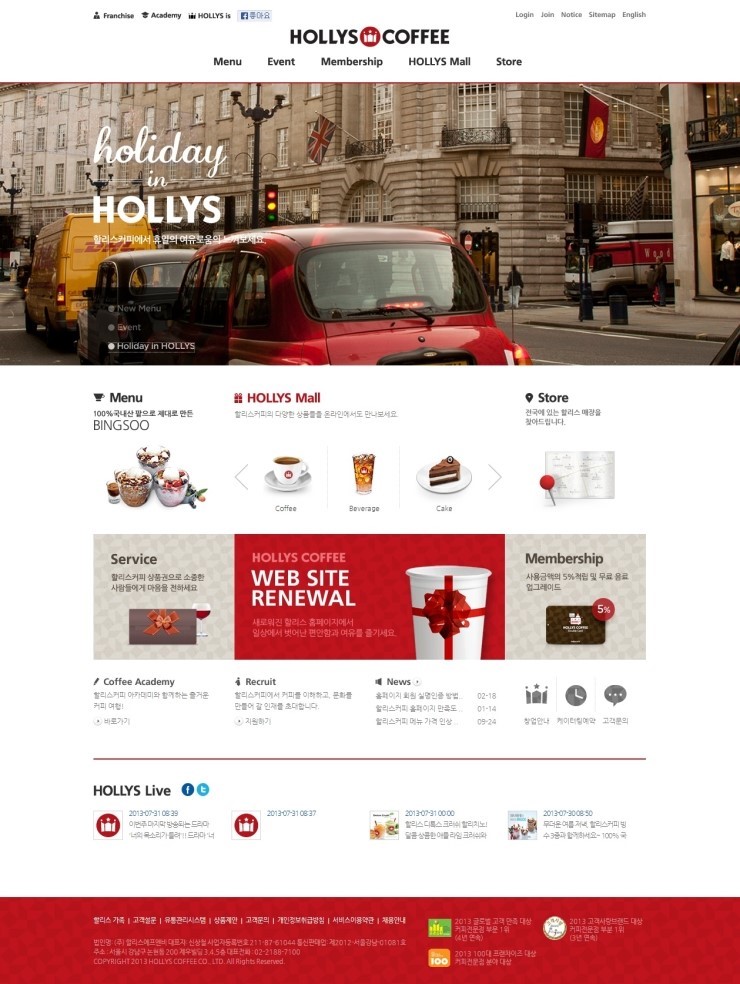 Franchise
Academy
HOLLYS is
좋아요
Login
Join
Notice
Sitemap
English
HOLLYS COFFEE
Menu
Event
Membership
HOLLYS Mall
Store
holiday
in
HOLLYS
할리스커피에서 휴일의 여유로움을 느껴보세요.
New Menu
Event
Holiday in HOLLYS
Menu
100%국내산 팥으로 제대로 만든
BINGSOO
HOLLYS Mall
할리스커피의 다양한 상품들을 온라인에서도 만나보세요.
Coffee
Beverage
Cake
Store
전국에 있는 할리스 매장을
찾아드립니다.
Service
할리스커피 상품권으로 소중한
사람들에게 마음을 전하세요
HOLLYS COFFEE
WEB SITE
RENEWAL
새로워진 할리스 홈페이지에서
일상에서 벗어난 편안함과 여유를 즐기세요.
Membership
사용금액의 5%적립 및 무료 음료
업그레이드
HOLLYS COFFEE
5%
Coffee Academy
할리스커피 아카데미와 함께하는 즐거운
커피 여행!
바로가기
Recruit
할리스커피에서 커피를 이해하고, 문화를
만들어 갈 인재를 초대합니다.
지원하기
News
홈페이지 회원 실명인증 방법..
02-18
할리스커피 홈페이지 만족도...
01-14
할리스커피 메뉴 가격 인상...
09-24
창업안내
케이터링예약
고객문의
HOLLYS Live
2013-07-31 08:39
이번주 마지막 방송되는 드라마
'너의 목소리가 들려'!! 드라마 '너
2013-07-31 08:37
2013-07-31 00:00
할리스 디톡스 크러쉬 할리치노!
달콤 상큼한 애플 라임 크러쉬와
2013-07-30 08:50
무더운 여름 저녁, 할리스커피 빙
수 3종과 함께하세요~ 100% 국
할리스 가족 | 고객설문 | 유통관리시스템 | 상품제안 | 고객문의 | 개인정보취급방침 | 서비스이용약관 | 채용안내
법인명: (주) 할리스에프앤비 대표자: 신상철 사업자등록번호 211-87-61044 통신판매업: 제2012-서울강남-01081호
주소 : 서울시 강남구 논현동 200 제우빌딩 3,4,5층 대표전화 : 02-2188-7100
COPYRIGHT 2013 HOLLYS COFFEE CO., LTD. All Rights Reserved.
2013 글로벌 고객 만족 대상
커피전문점 부문 1위
(4년 연속)
2013 고객사랑브랜드 대상
커피전문점 부문 1위
(3년 연속)
100
2013 100대 프랜차이즈 대상
커피전문점 분야 대상